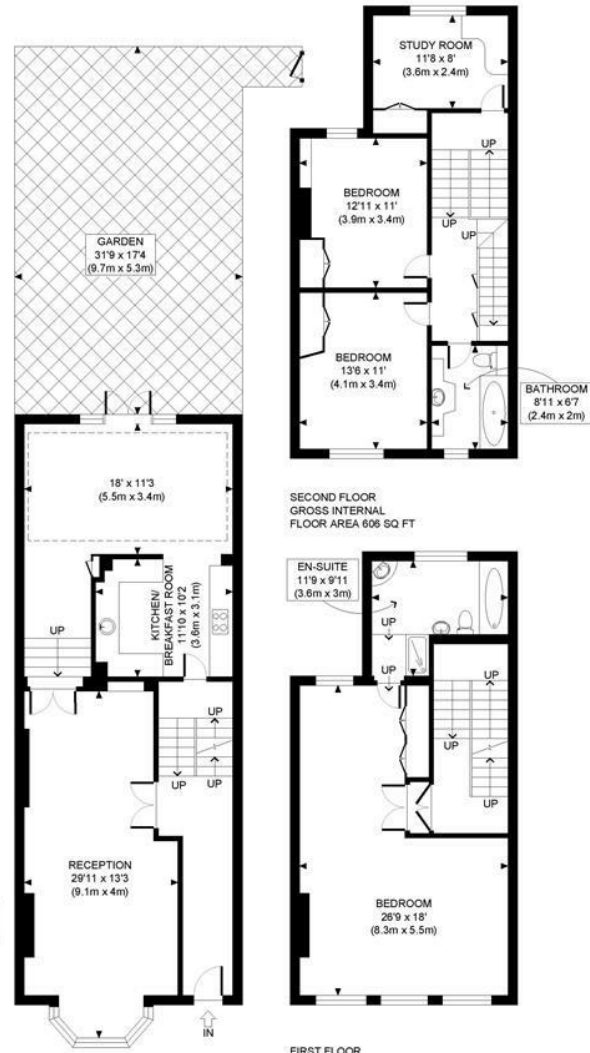 STUDY ROOM
11'8 x 8'
(3.6m x 2.4m)
UP
BEDROOM
12'11 x 11'
(3.9m x 3.4m)
UP
UP
GARDEN
31'9 x 17'4
(9.7m x 5.3m)
BEDROOM
13'6 x 11'
(4.1m x 3.4m)
BATHROOM
8'11 x 6'7
(2.4m x 2m)
SECOND FLOOR
GROSS INTERNAL
FLOOR AREA 606 SQ FT
18' x 11'3
(5.5m x 3.4m)
KITCHEN/
BREAKFAST ROOM
11'10 x 10'2
(3.6m x 3.1m)
UP
UP
UP
UP
RECEPTION
29'11 x 13'3
(9.1m x 4m)
IN
EN-SUITE
11'9 x 9'11
(3.6m x 3m)
UP
UP
UP
UP
UP
BEDROOM
26'9 x 18'
(8.3m x 5.5m)
FIRST FLOOR